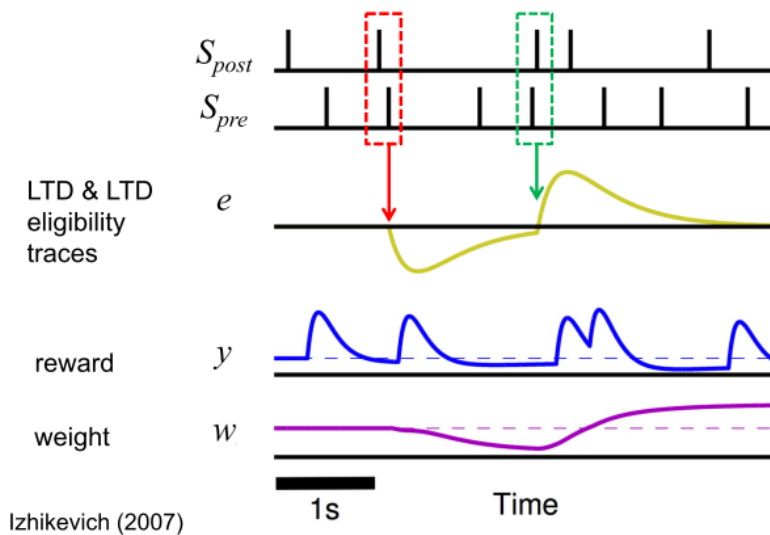 S_post
S_pre
LTD & LTD
eligibility
traces
e
reward
y
weight
w
1s
Time
Izhikevich (2007)